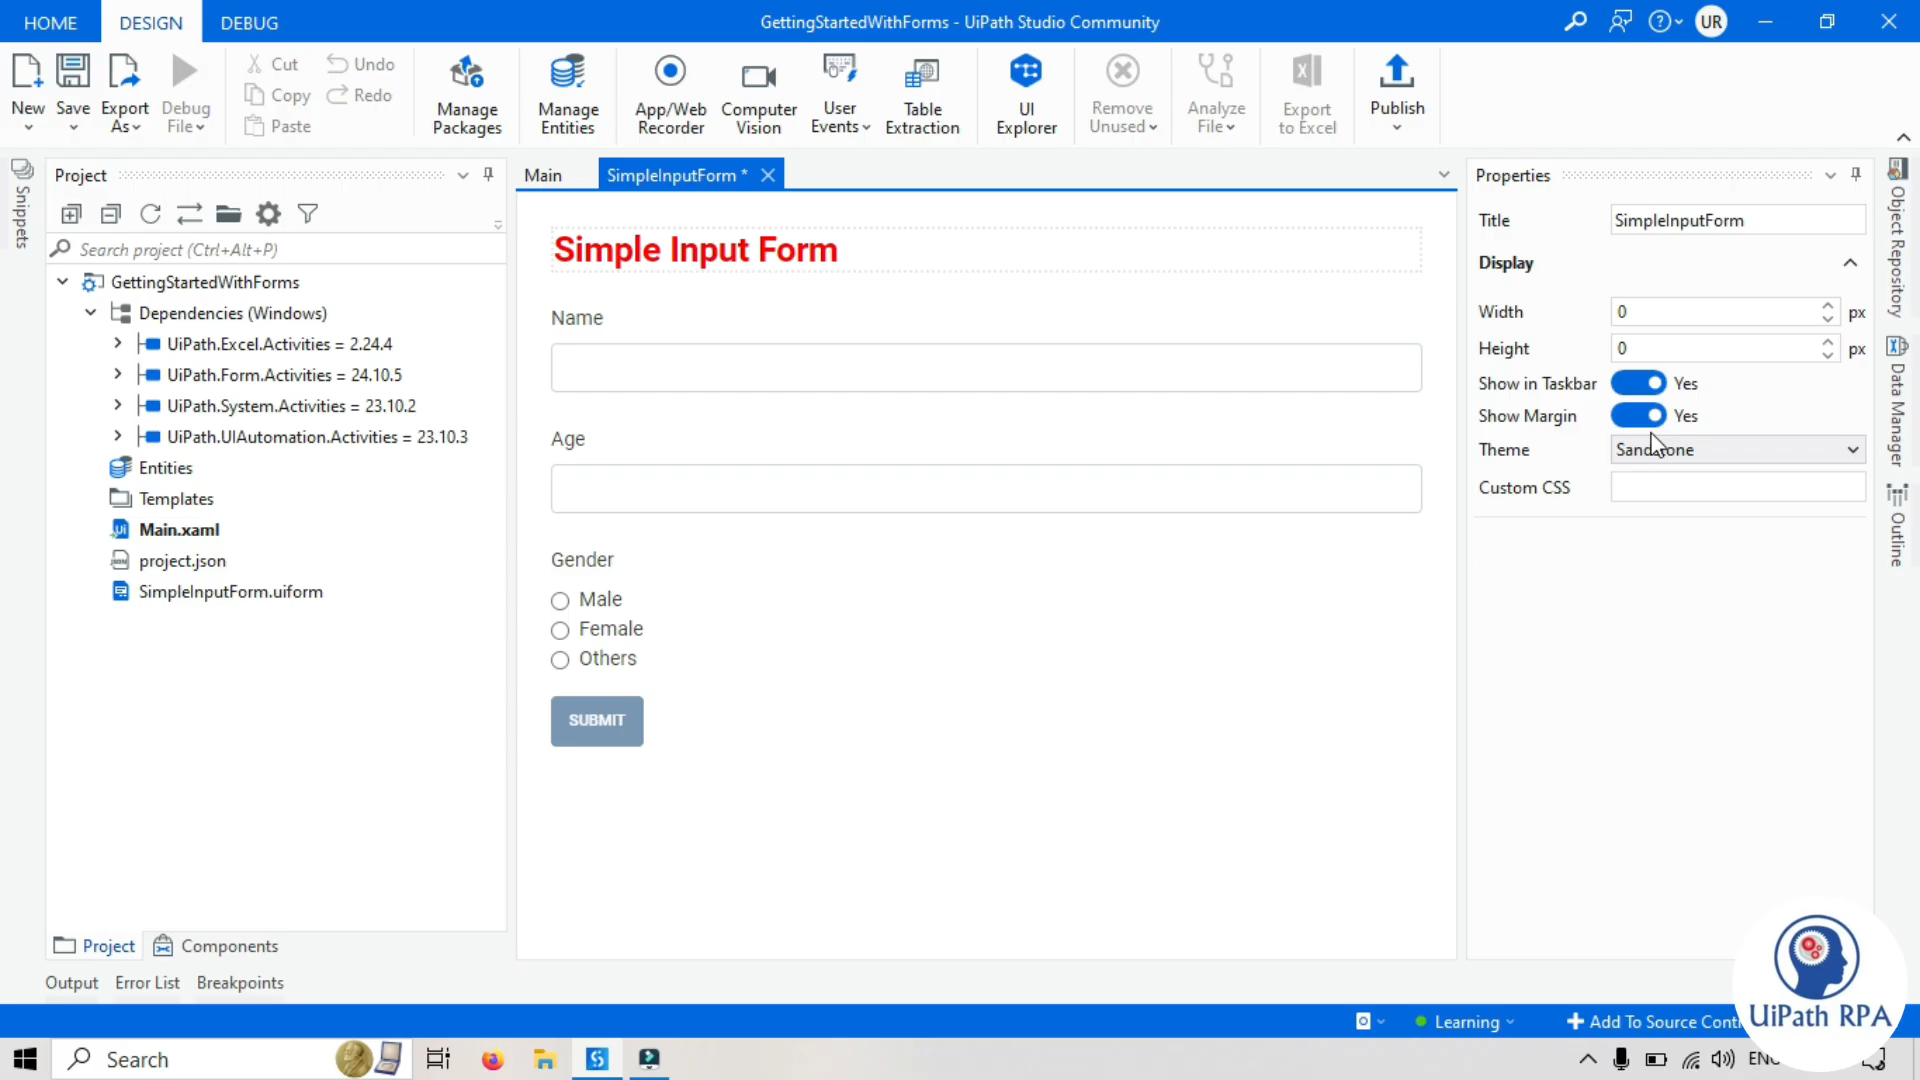 HOME
DESIGN
DEBUG
GettingStartedWithForms - UiPath Studio Community
UR
New
Save
Export As
Debug File
Cut
Copy
Paste
Undo
Redo
Manage Packages
Manage Entities
App/Web Recorder
Computer Vision
User Events
Table Extraction
UI Explorer
Remove Unused
Analyze File
Export to Excel
Publish
Snippets
Project
Search project (Ctrl+Alt+P)
GettingStartedWithForms
Dependencies (Windows)
UiPath.Excel.Activities = 2.24.4
UiPath.Form.Activities = 24.10.5
UiPath.System.Activities = 23.10.2
UiPath.UIAutomation.Activities = 23.10.3
Entities
Templates
Main.xaml
project.json
SimpleInputForm.uiform
Project
Components
Main
SimpleInputForm *
Simple Input Form
Name
Age
Gender
Male
Female
Others
SUBMIT
Properties
Title
SimpleInputForm
Display
Width
0
px
Height
0
px
Show in Taskbar
Yes
Show Margin
Yes
Theme
Custom CSS
Object Repository
Data Manager
Outline
Output
Error List
Breakpoints
Learning
Add To Source
UiPath RPA
Search